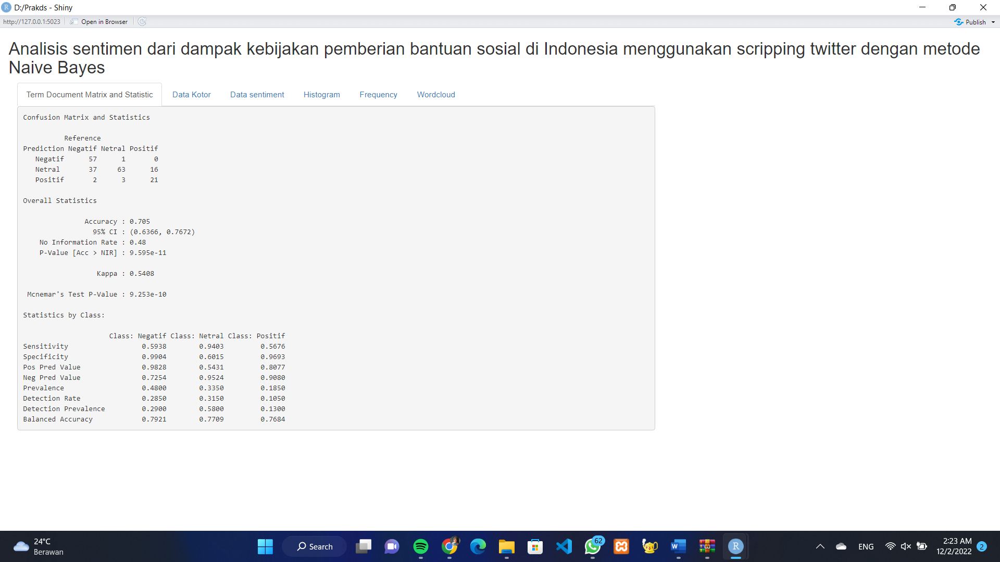 D:/Prakds - Shiny
http://127.0.0.1:5023 Open in Browser Publish
Analisis sentimen dari dampak kebijakan pemberian bantuan sosial di Indonesia menggunakan scripping twitter dengan metode
Naive Bayes
Term Document Matrix and Statistic Data Kotor Data sentiment Histogram Frequency Wordcloud
Confusion Matrix and Statistics
Reference
Prediction Negatif Netral Positif
Negatif 57 1 0
Netral 37 63 16
Positif 2 3 21
Overall Statistics
Accuracy : 0.705
95% CI : (0.6366, 0.7672)
No Information Rate : 0.48
P-Value [Acc > NIR] : 9.595e-11
Kappa : 0.5408
Mcnemar's Test P-Value : 9.253e-10
Statistics by Class:
Class: Negatif Class: Netral Class: Positif
Sensitivity 0.5938 0.9403 0.5676
Specificity 0.9904 0.6015 0.9693
Pos Pred Value 0.9828 0.5431 0.8077
Neg Pred Value 0.7254 0.9524 0.9080
Prevalence 0.4800 0.3350 0.1850
Detection Rate 0.2850 0.3150 0.1050
Detection Prevalence 0.2900 0.5800 0.1300
Balanced Accuracy 0.7921 0.7709 0.7684
24°C
Berawan
Search
62
ENG
2:23 AM
12/2/2022
2